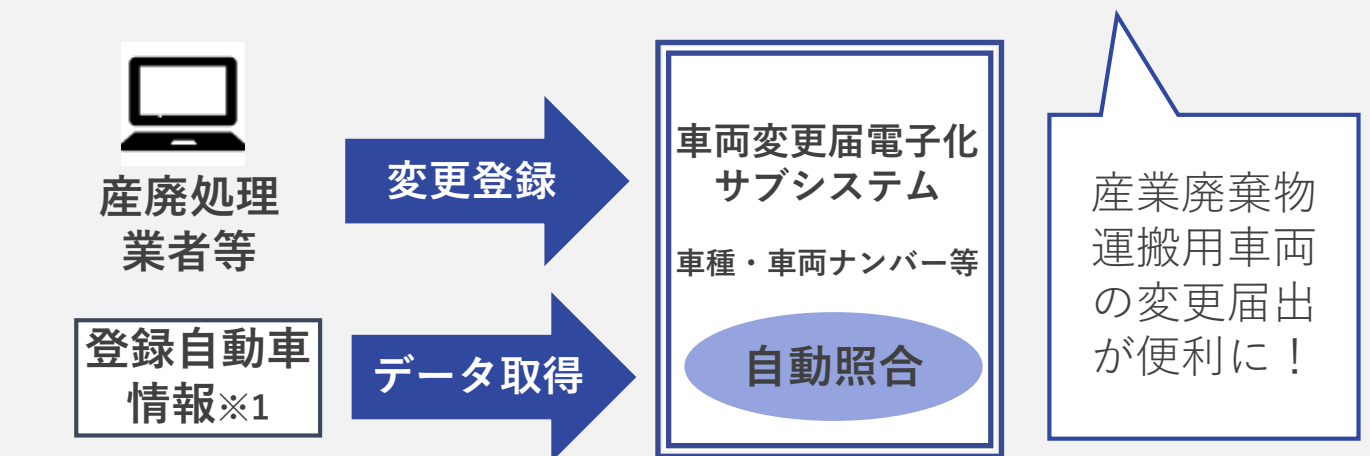 産廃処理
業者等
変更登録
登録自動車
情報※1
データ取得
車両変更届電子化
サブシステム
車種・車両ナンバー等
自動照合
産業廃棄物
運搬用車両
の変更届出
が便利に！